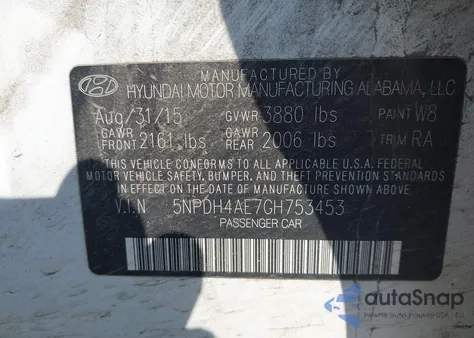 MANUFACTURED BY
HYUNDAI MOTOR MANUFACTURING ALABAMA, LLC
Aug/31/15 GVWR 3880 lbs PAINT W8
GAWR FRONT 2161 lbs GAWR REAR 2006 lbs TRIM RA
THIS VEHICLE CONFORMS TO ALL APPLICABLE U.S.A. FEDERAL
MOTOR VEHICLE SAFETY, BUMPER, AND THEFT PREVENTION STANDARDS
IN EFFECT ON THE DATE OF MANUFACTURE SHOWN ABOVE.
V.I.N 5NPDH4AE7GH753453
PASSENGER CAR
autoSnap